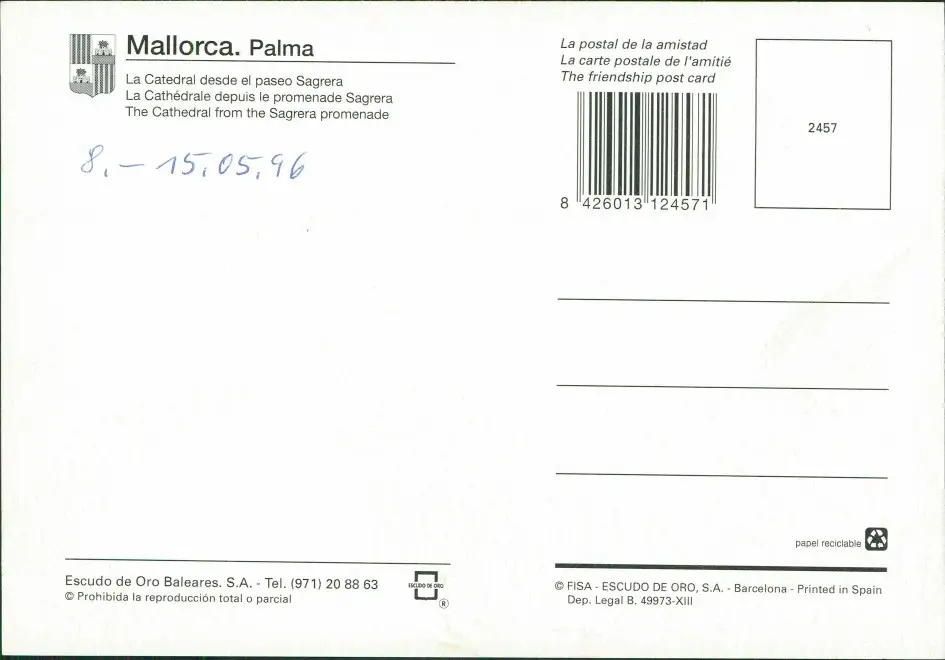 Mallorca. Palma
La Catedral desde el paseo Sagrera
La Cathédrale depuis le promenade Sagrera
The Cathedral from the Sagrera promenade
8. – 15.05.96
La postal de la amistad
La carte postale de l'amitié
The friendship post card
8 426013 124571
2457
papel reciclable
Escudo de Oro Baleares. S.A. - Tel. (971) 20 88 63
© Prohibida la reproducción total o parcial
ESCUDO DE ORO
®
© FISA - ESCUDO DE ORO, S.A. - Barcelona - Printed in Spain
Dep. Legal B. 49973-XIII